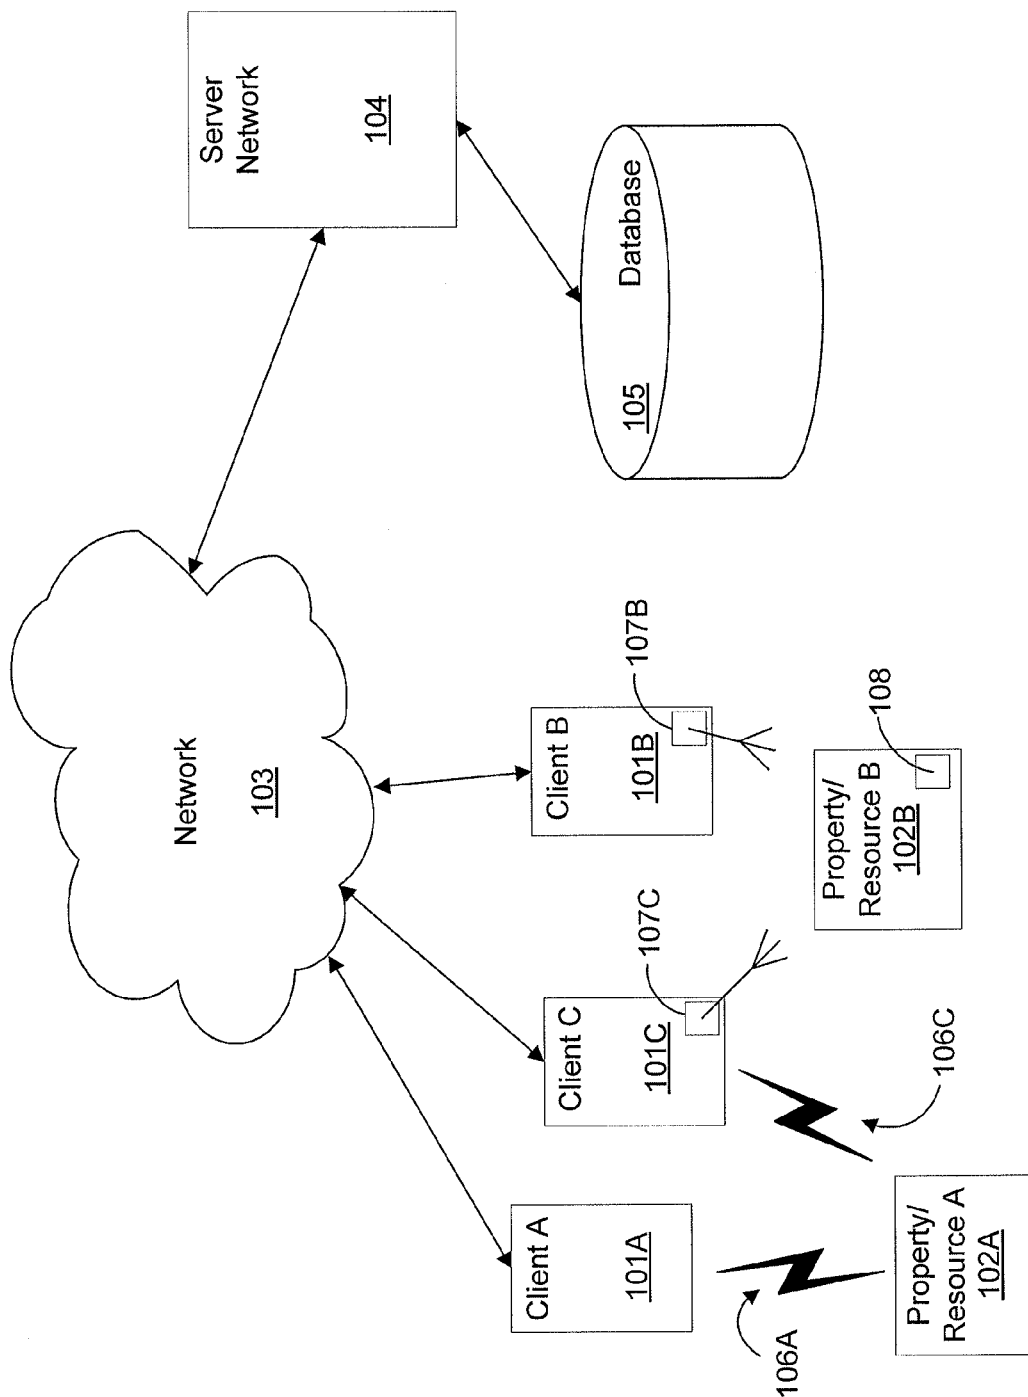 Server
Network
104
Network
103
Database
105
Client A
101A
Client C
101C
107C
Client B
101B
107B
106A
106C
Property/
Resource A
102A
Property/
Resource B
102B
108